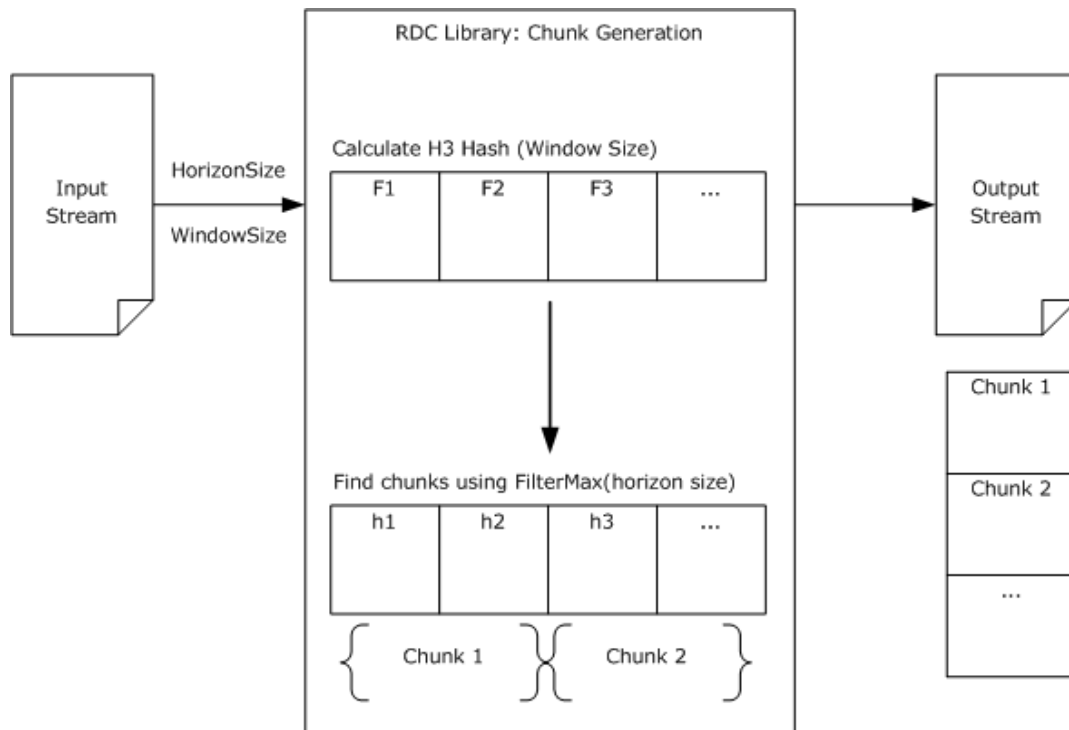 RDC Library: Chunk Generation
Input
Stream
HorizonSize
WindowSize
Calculate H3 Hash (Window Size)
F1 F2 F3 ...
Find chunks using FilterMax(horizon size)
h1 h2 h3 ...
Chunk 1 Chunk 2
Output
Stream
Chunk 1
Chunk 2
...